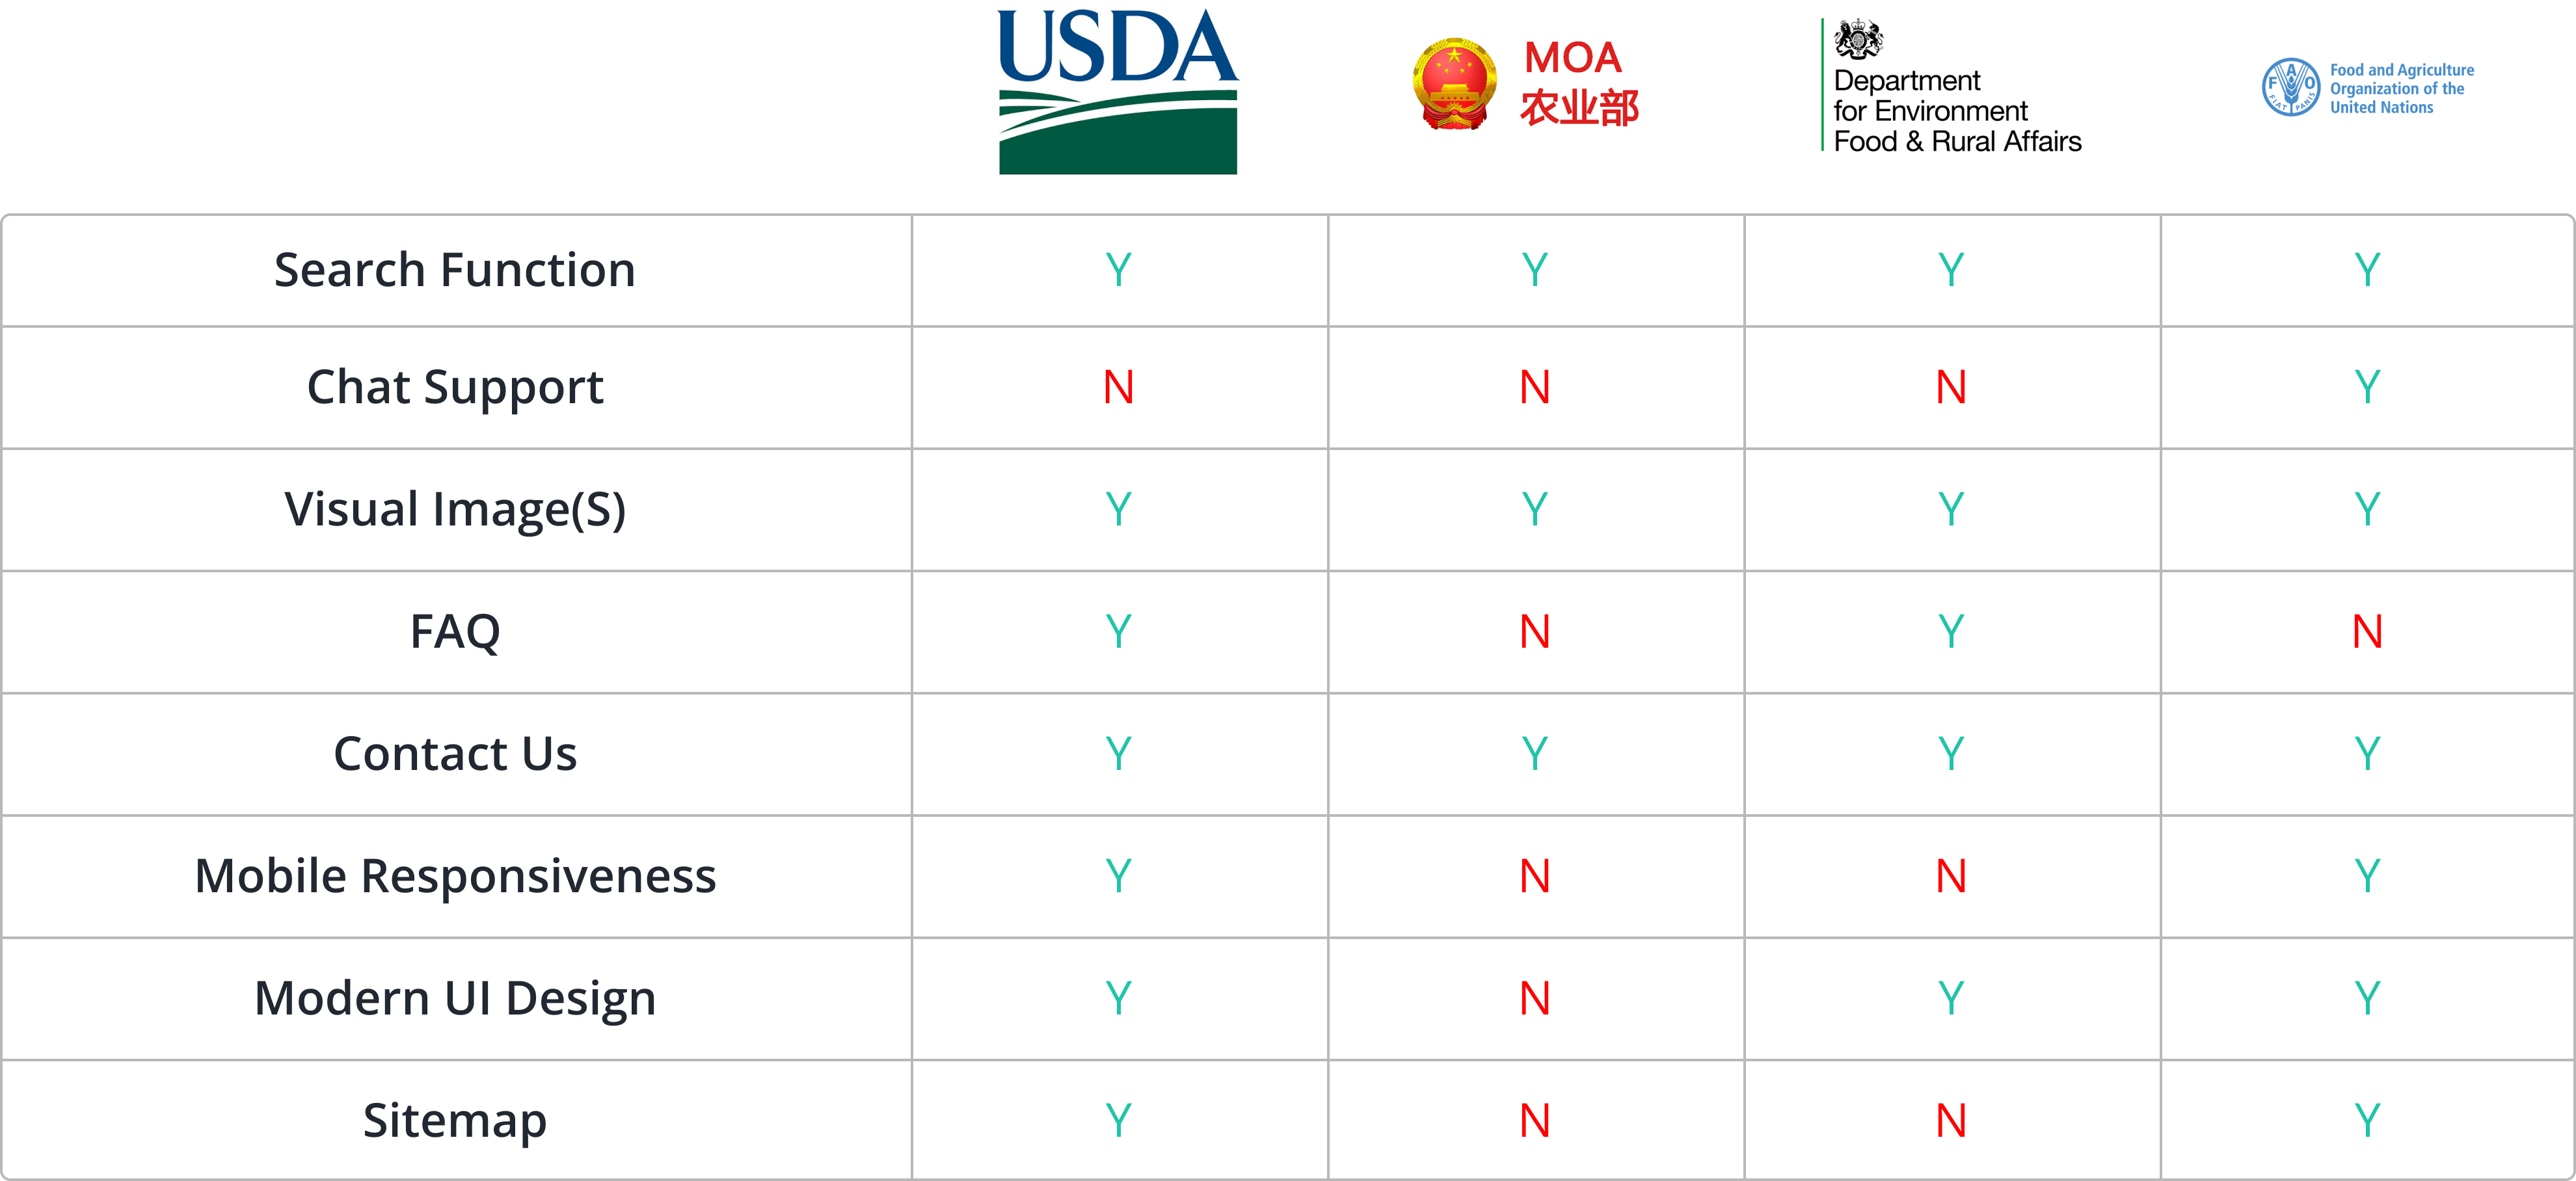 USDA
MOA
农业部
Department
for Environment
Food & Rural Affairs
F A O
FIAT PANIS
Food and Agriculture
Organization of the
United Nations
Search Function Y Y Y Y
Chat Support N N N Y
Visual Image(S) Y Y Y Y
FAQ Y N Y N
Contact Us Y Y Y Y
Mobile Responsiveness Y N N Y
Modern UI Design Y N Y Y
Sitemap Y N N Y